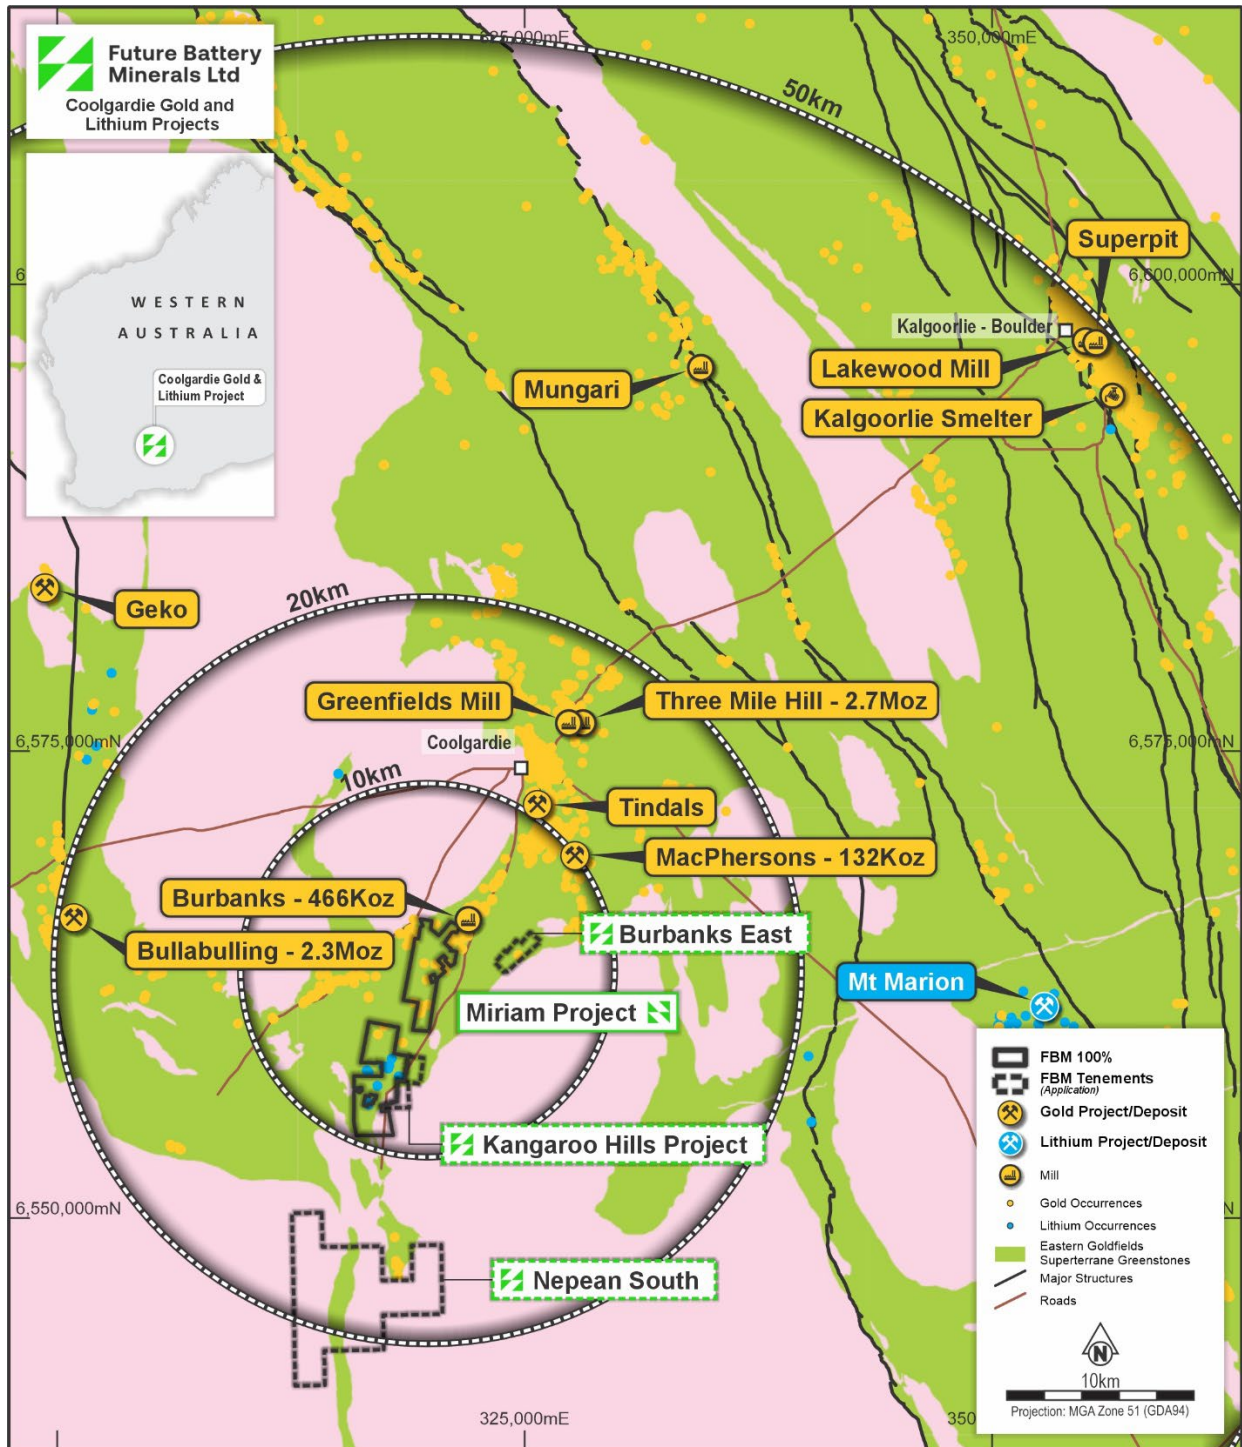 Future Battery
Minerals Ltd
Coolgardie Gold and
Lithium Projects
325,000mE
350,000mE
50km
WESTERN
AUSTRALIA
Coolgardie Gold &
Lithium Project
Superpit
6,600,000mN
Kalgoorlie - Boulder
Lakewood Mill
Mungari
Kalgoorlie Smelter
Geko
20km
Greenfields Mill
Three Mile Hill - 2.7Moz
6,575,000mN
Coolgardie
6,575,000mN
10km
Tindals
MacPhersons - 132Koz
Burbanks - 466Koz
Bullabulling - 2.3Moz
Burbanks East
Mt Marion
Miriam Project
Kangaroo Hills Project
6,550,000mN
Nepean South
FBM 100%
FBM Tenements
(Application)
Gold Project/Deposit
Lithium Project/Deposit
Mill
Gold Occurrences
Lithium Occurrences
Eastern Goldfields
Superterrane Greenstones
Major Structures
Roads
N
10km
Projection: MGA Zone 51 (GDA94)
325,000mE